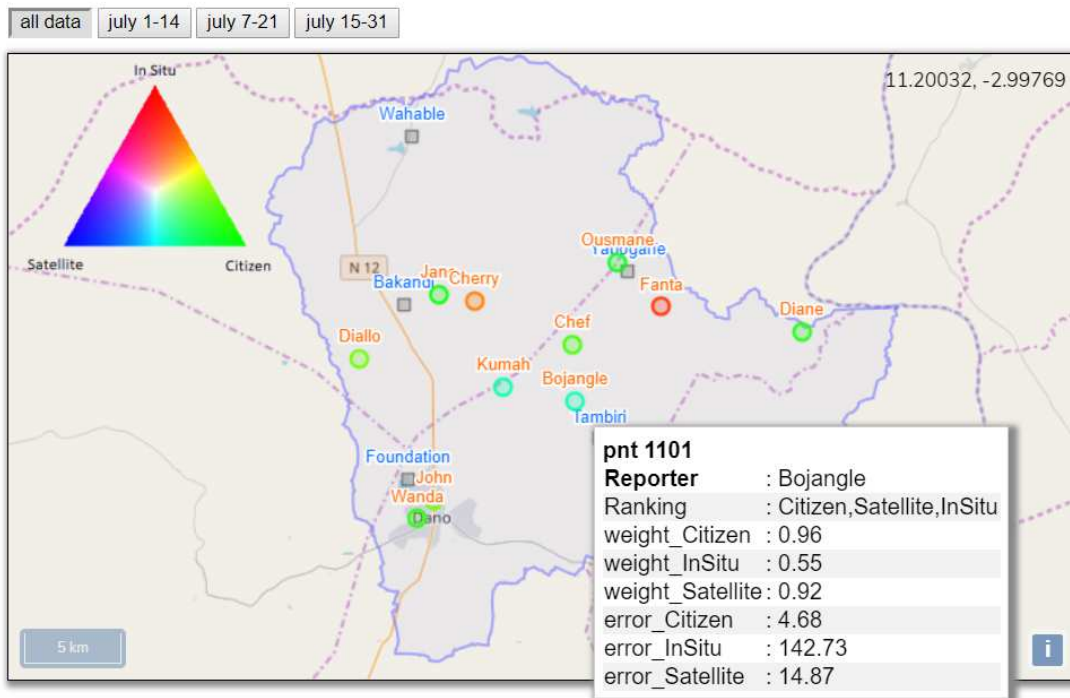 all data july 1-14 july 7-21 july 15-31
In Situ
11.20032, -2.99769
Wahable
Satellite Citizen
Ousmane
Yabogane
N 12
Bakandi Jane Cherry
Fanta
Diane
Diallo
Chef
Kumah
Bojangle
Tambiri
Foundation
John
Wanda
Dano
5 km
pnt 1101
Reporter : Bojangle
Ranking : Citizen,Satellite,InSitu
weight_Citizen : 0.96
weight_InSitu : 0.55
weight_Satellite : 0.92
error_Citizen : 4.68
error_InSitu : 142.73
error_Satellite : 14.87
i